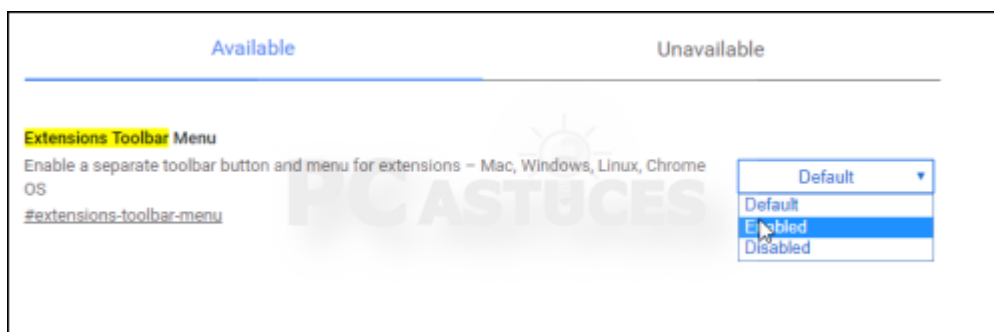 Available
Unavailable
Extensions Toolbar Menu
Enable a separate toolbar button and menu for extensions – Mac, Windows, Linux, Chrome
OS
#extensions-toolbar-menu
Default
Default
Enabled
Disabled
PC ASTUCES